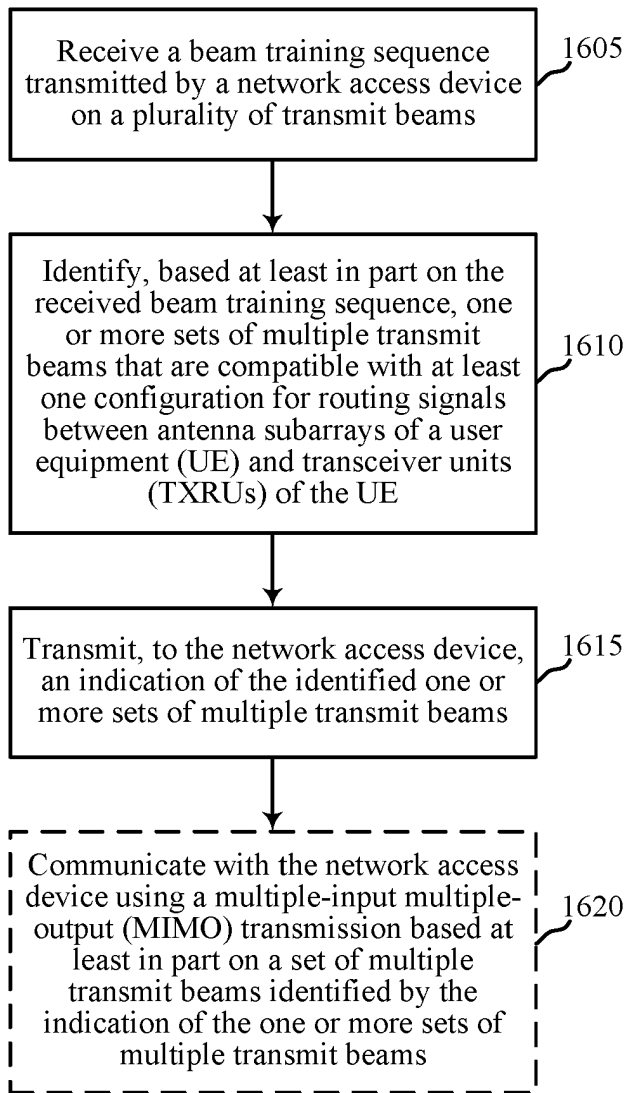 Receive a beam training sequence
transmitted by a network access device
on a plurality of transmit beams
1605
Identify, based at least in part on the
received beam training sequence, one
or more sets of multiple transmit
beams that are compatible with at least
one configuration for routing signals
between antenna subarrays of a user
equipment (UE) and transceiver units
(TXRUs) of the UE
1610
Transmit, to the network access device,
an indication of the identified one or
more sets of multiple transmit beams
1615
Communicate with the network access
device using a multiple-input multiple-
output (MIMO) transmission based at
least in part on a set of multiple
transmit beams identified by the
indication of the one or more sets of
multiple transmit beams
1620